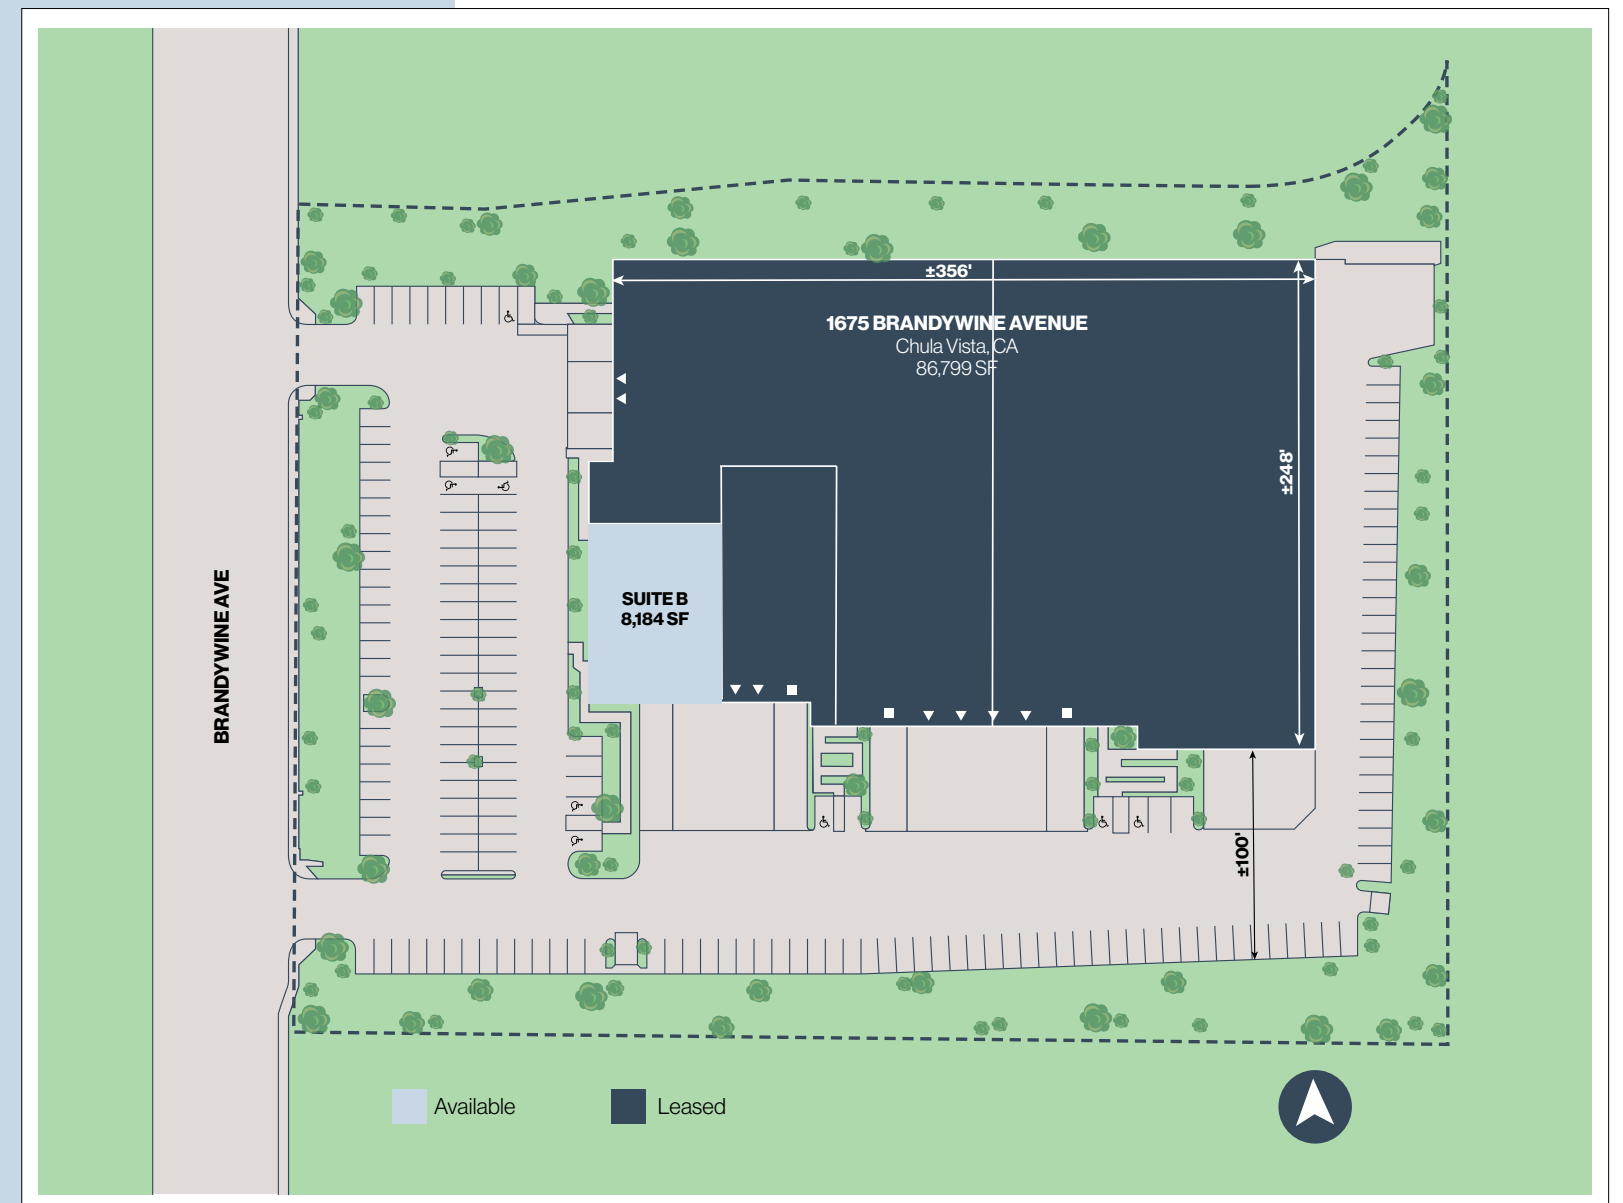 ±356'
1675 BRANDYWINE AVENUE
Chula Vista, CA
86,799 SF
±248'
SUITE B
8,184 SF
BRANDYWINE AVE
±100'
Available
Leased